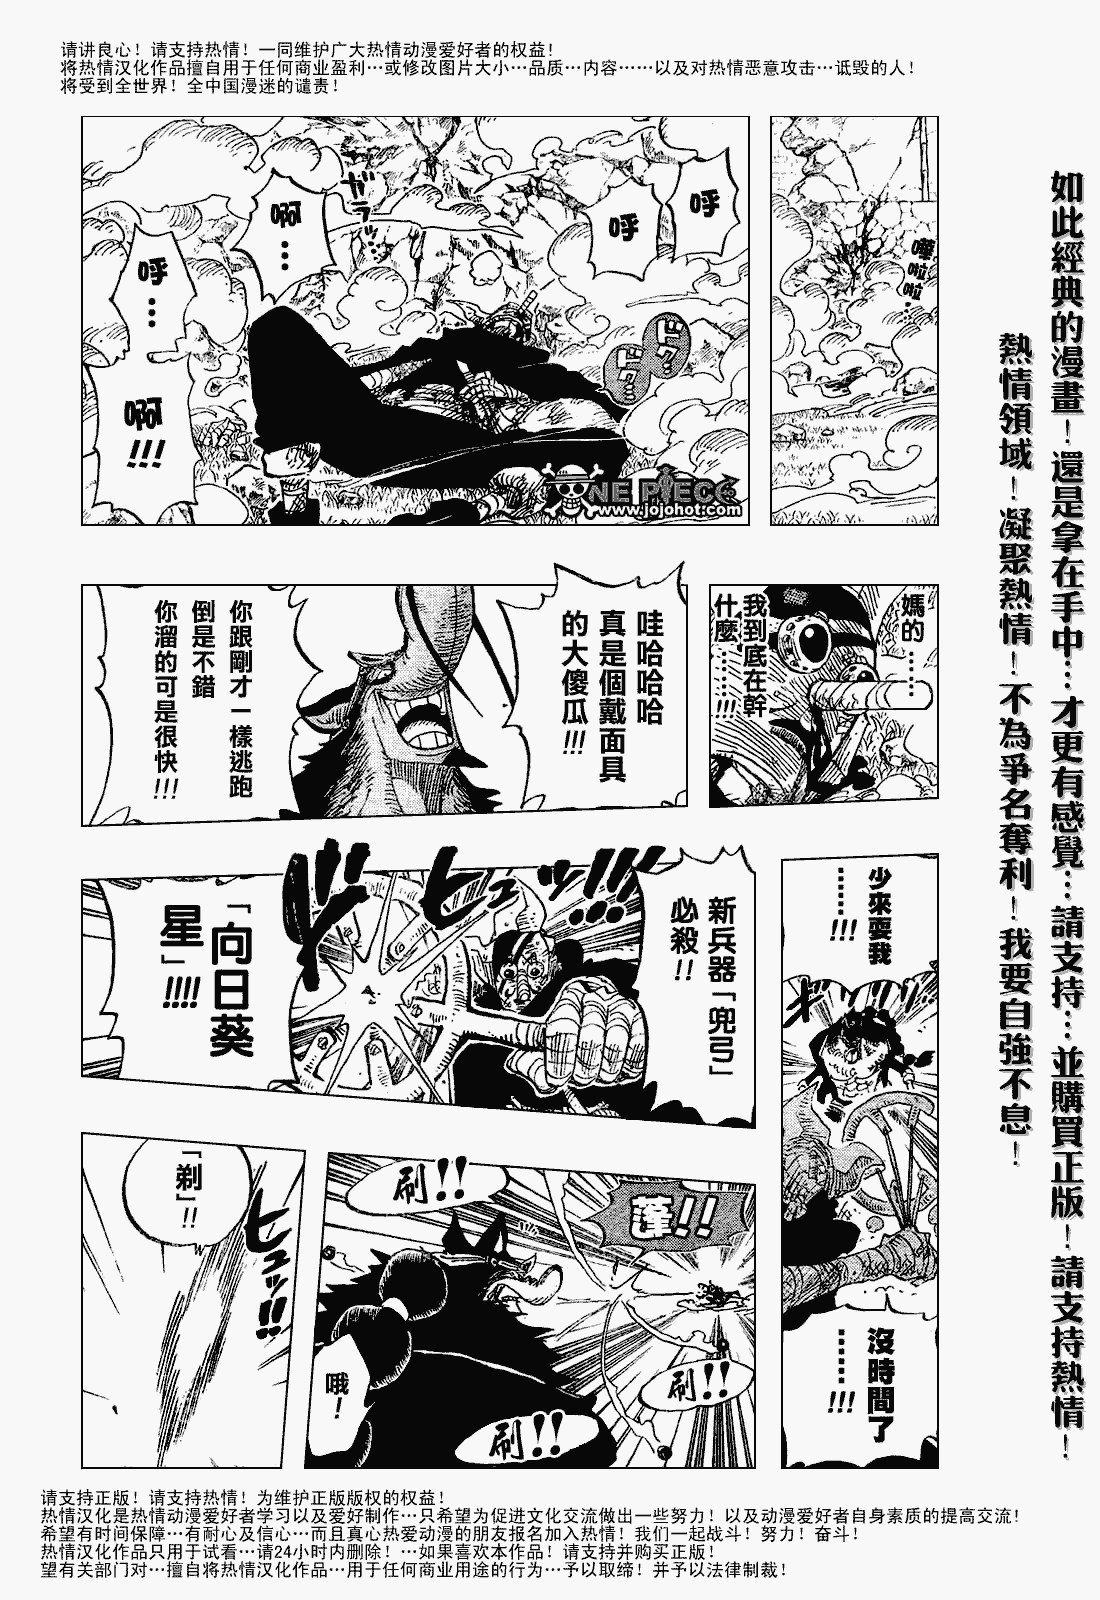 请讲良心！请支持热情！一同维护广大热情动漫爱好者的权益！
将热情汉化作品擅自用于任何商业盈利…或修改图片大小…品质…内容……以及对热情恶意攻击…诋毁的人！
将受到全世界！全中国漫迷的谴责！
如此經典的漫畫！還是拿在手中…才更有感覺…請支持…並購買正版！請支持熱情！
熱情領域！凝聚熱情！不為爭名奪利！我要自強不息！
嘩啦啦…
呼
呼
ガラッ…
啊…
呼…
啊!!!
ドクッ…
ドクッ…
ONE PIECE
www.jojohot.com
媽的……
我到底在幹
什麼……!!!
哇哈哈哈
真是個戴面具
的大傻瓜!!!
你跟剛才一樣逃跑
倒是不錯
你溜的可是很快!!!
少來耍我
……!!!
ボッ
沒時間了
……!!!
新兵器「兜弓」
必殺!!
ヒュッ…!!!
「向日葵
星」!!!!
刷!!
蓬!!
刷!!
刷!!
哦!
「剃」!!
ヒュッ!!
请支持正版！请支持热情！为维护正版版权的权益！
热情汉化是热情动漫爱好者学习以及爱好制作…只希望为促进文化交流做出一些努力！以及动漫爱好者自身素质的提高交流！
希望有时间保障…有耐心及信心…而且真心热爱动漫的朋友报名加入热情！我们一起战斗！努力！奋斗！
热情汉化作品只用于试看…请24小时内删除！…如果喜欢本作品！请支持并购买正版！
望有关部门对…擅自将热情汉化作品…用于任何商业用途的行为…予以取缔！并予以法律制裁！